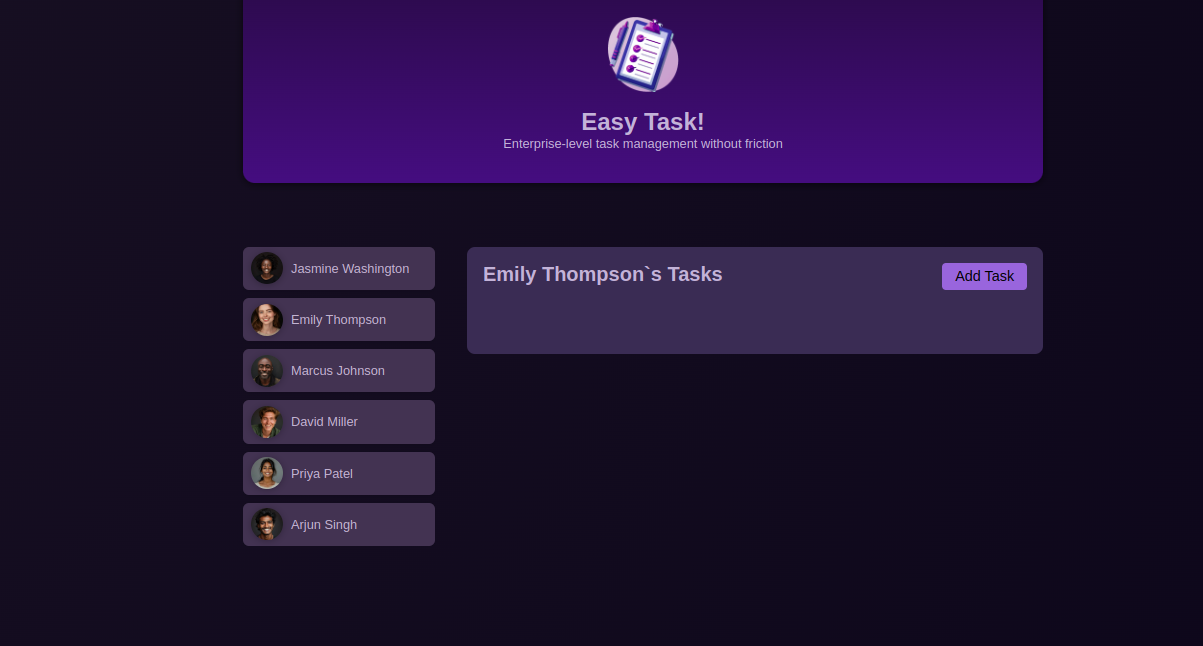 Easy Task!
Enterprise-level task management without friction
Jasmine Washington
Emily Thompson
Marcus Johnson
David Miller
Priya Patel
Arjun Singh
Emily Thompson`s Tasks
Add Task